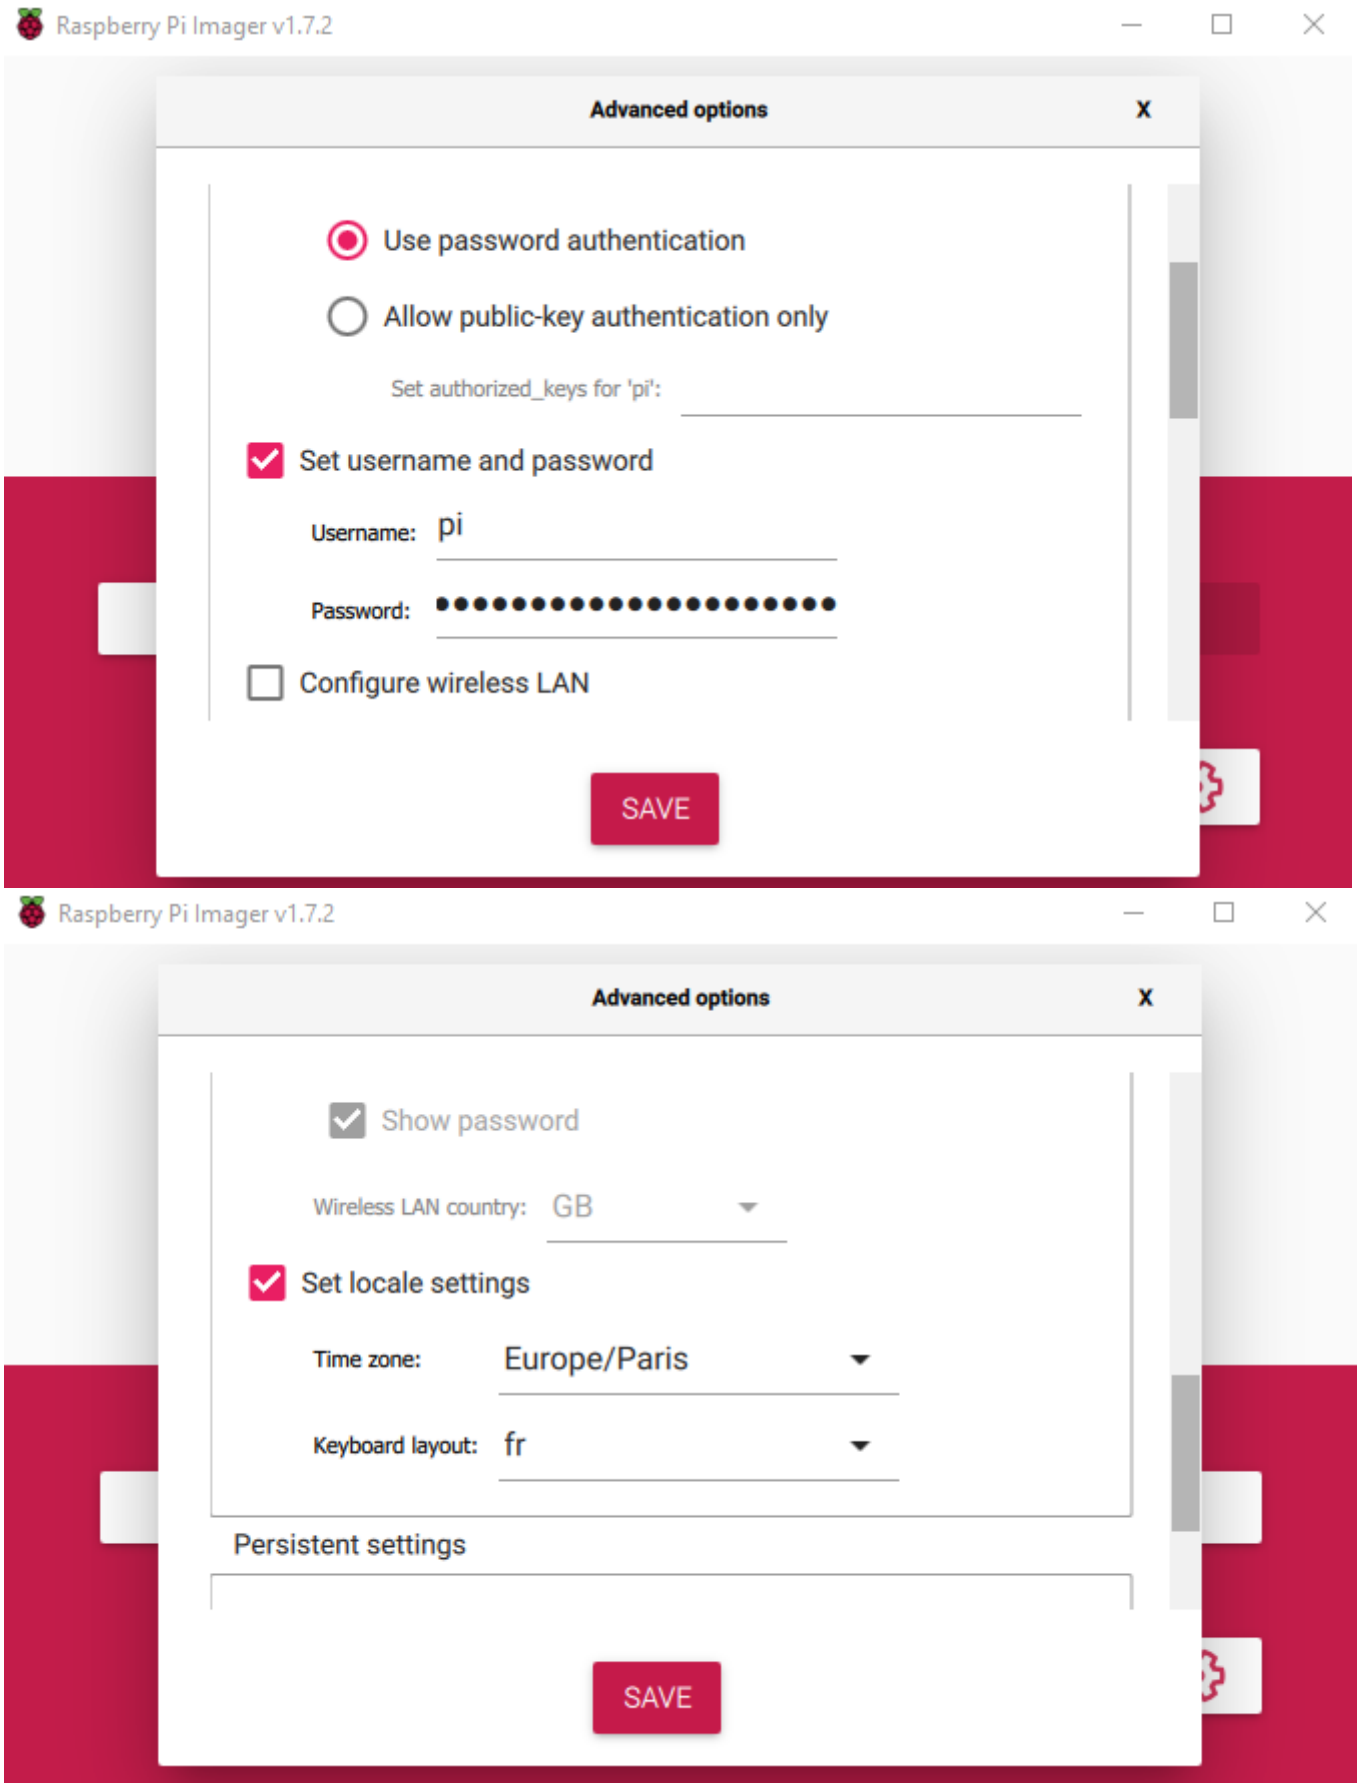 Raspberry Pi Imager v1.7.2
Advanced options
X
Use password authentication
Allow public-key authentication only
Set authorized_keys for 'pi':
Set username and password
Username: pi
Password: ●●●●●●●●●●●●●●●●●●●●●
Configure wireless LAN
SAVE
Raspberry Pi Imager v1.7.2
Advanced options
X
Show password
Wireless LAN country: GB
Set locale settings
Time zone: Europe/Paris
Keyboard layout: fr
Persistent settings
SAVE